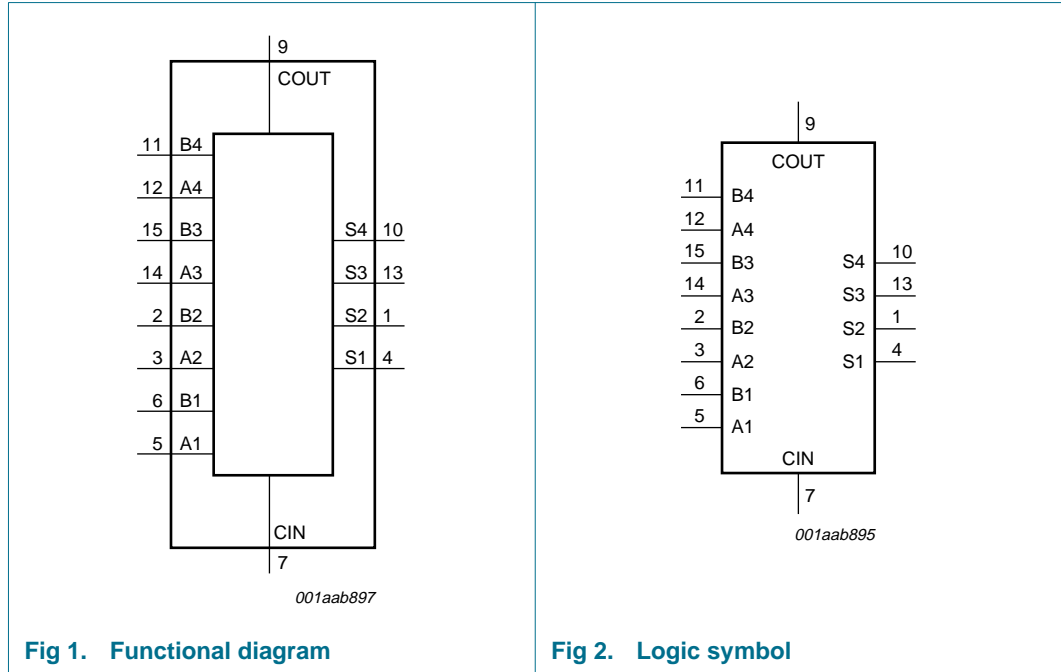 9
COUT
11 B4
12 A4
15 B3
S4 10
14 A3
S3 13
2 B2
S2 1
3 A2
S1 4
6 B1
5 A1
CIN
7
001aab897
Fig 1. Functional diagram
9
COUT
11 B4
12 A4
15 B3
S4 10
14 A3
S3 13
2 B2
S2 1
3 A2
S1 4
6 B1
5 A1
CIN
7
001aab895
Fig 2. Logic symbol